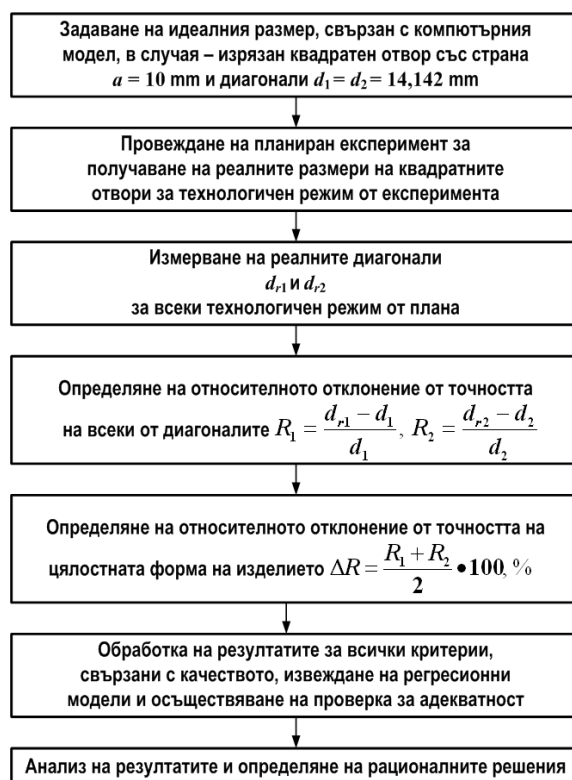 Задаване на идеалния размер, свързан с компютърния
модел, в случая – изрязан квадратен отвор със страна
a = 10 mm и диагонали d₁ = d₂ = 14,142 mm
Провеждане на планиран експеримент за
получаване на реалните размери на квадратните
отвори за технологичен режим от експеримента
Измерване на реалните диагонали
dᵣ₁ и dᵣ₂
за всеки технологичен режим от плана
Определяне на относителното отклонение от точността
на всеки от диагоналите R₁ = (dᵣ₁ − d₁)/d₁, R₂ = (dᵣ₂ − d₂)/d₂
Определяне на относителното отклонение от точността на
цялостната форма на изделието ΔR = (R₁ + R₂)/2 • 100, %
Обработка на резултатите за всички критерии,
свързани с качеството, извеждане на регресионни
модели и осъществяване на проверка за адекватност
Анализ на резултатите и определяне на рационалните решения